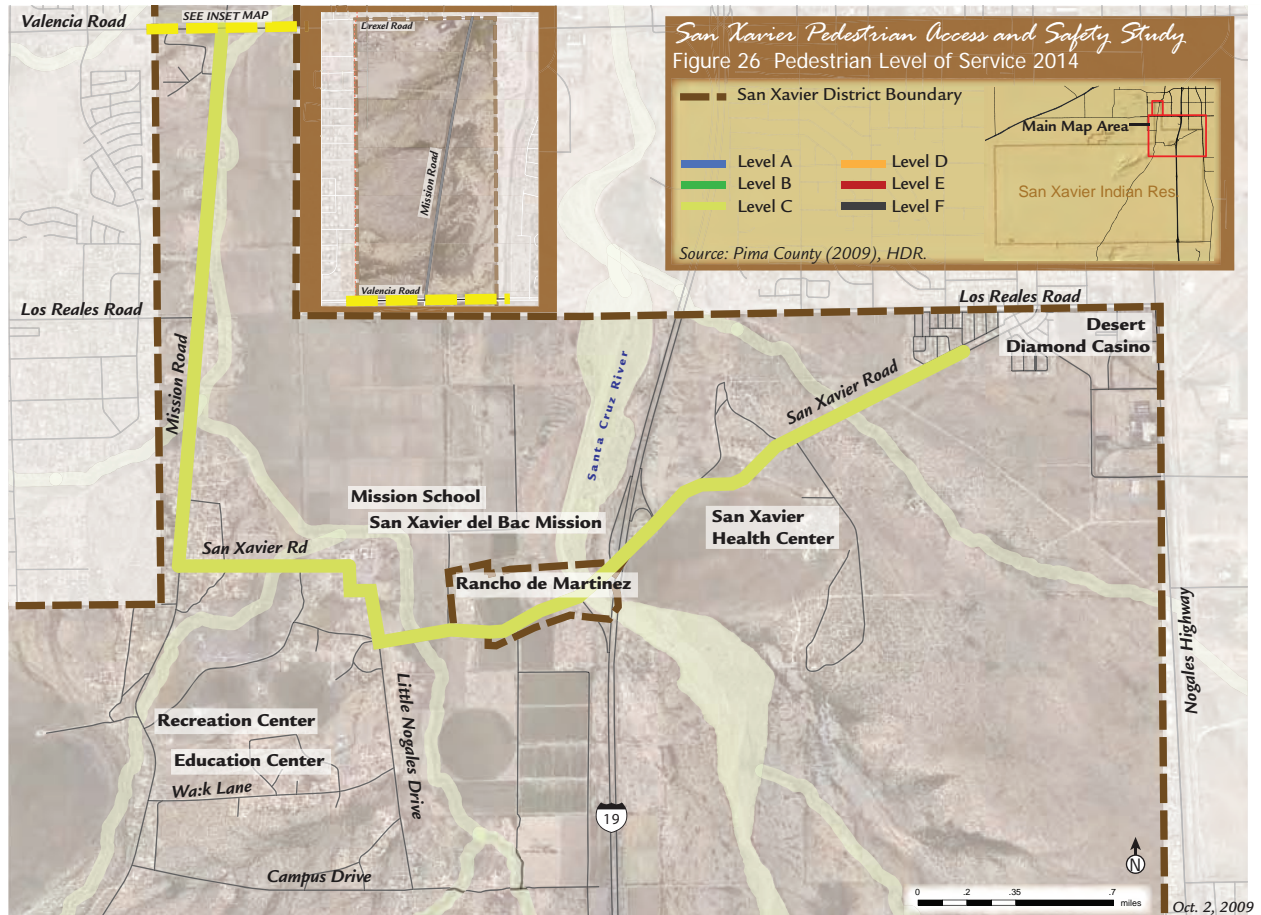 Valencia Road
SEE INSET MAP
Drexel Road
Mission Road
Valencia Road
San Xavier Pedestrian Access and Safety Study
Figure 26 Pedestrian Level of Service 2014
San Xavier District Boundary
Main Map Area
Level A
Level D
Level B
Level E
Level C
Level F
San Xavier Indian Res
Source: Pima County (2009), HDR.
Los Reales Road
Los Reales Road
Desert
Diamond Casino
Mission Road
Santa Cruz River
San Xavier Road
Mission School
San Xavier del Bac Mission
San Xavier
Health Center
San Xavier Rd
Rancho de Martinez
Nogales Highway
Little Nogales Drive
Recreation Center
Education Center
Wa:k Lane
19
Campus Drive
N
0 .2 .35 .7
miles
Oct. 2, 2009